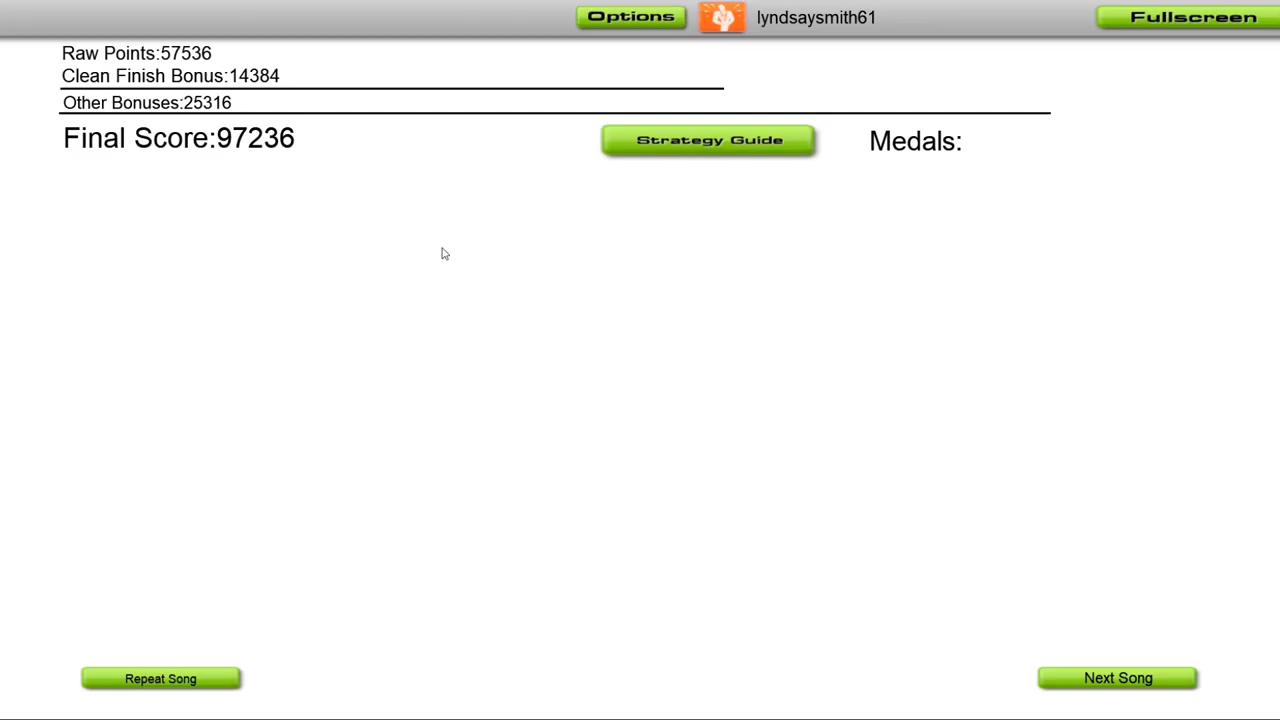 Options
lyndsaysmith61
Fullscreen
Raw Points:57536
Clean Finish Bonus:14384
Other Bonuses:25316
Final Score:97236
Strategy Guide
Medals:
Repeat Song
Next Song